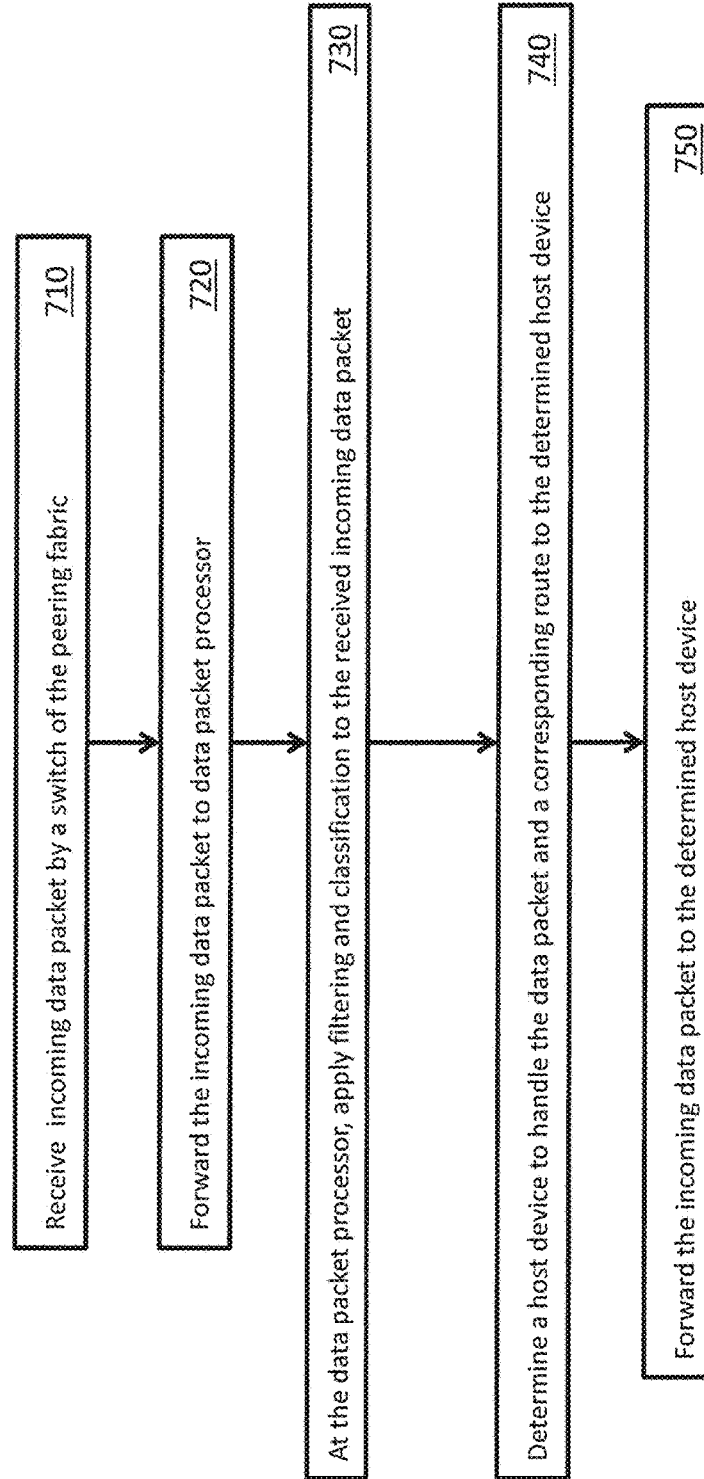 Receive incoming data packet by a switch of the peering fabric 710
Forward the incoming data packet to data packet processor 720
At the data packet processor, apply filtering and classification to the received incoming data packet 730
Determine a host device to handle the data packet and a corresponding route to the determined host device 740
Forward the incoming data packet to the determined host device 750